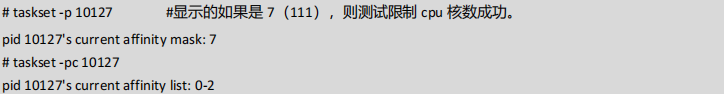 # taskset -p 10127 #显示的如果是 7（111），则测试限制 cpu 核数成功。
pid 10127's current affinity mask: 7
# taskset -pc 10127
pid 10127's current affinity list: 0-2